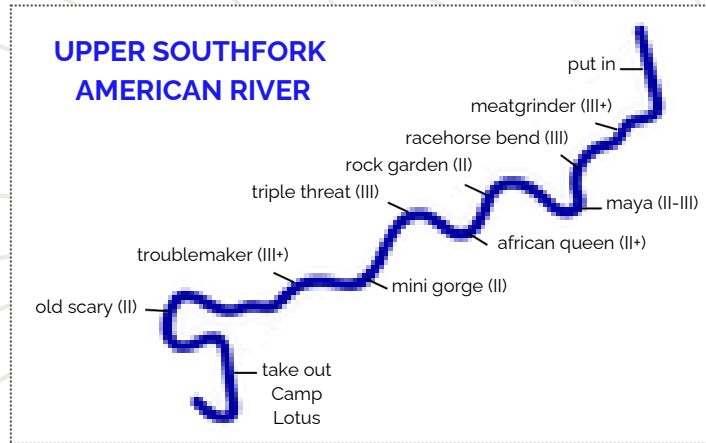 UPPER SOUTHFORK
AMERICAN RIVER
put in
meatgrinder (III+)
racehorse bend (III)
rock garden (II)
triple threat (III)
maya (II-III)
african queen (II+)
troublemaker (III+)
mini gorge (II)
old scary (II)
take out
Camp
Lotus